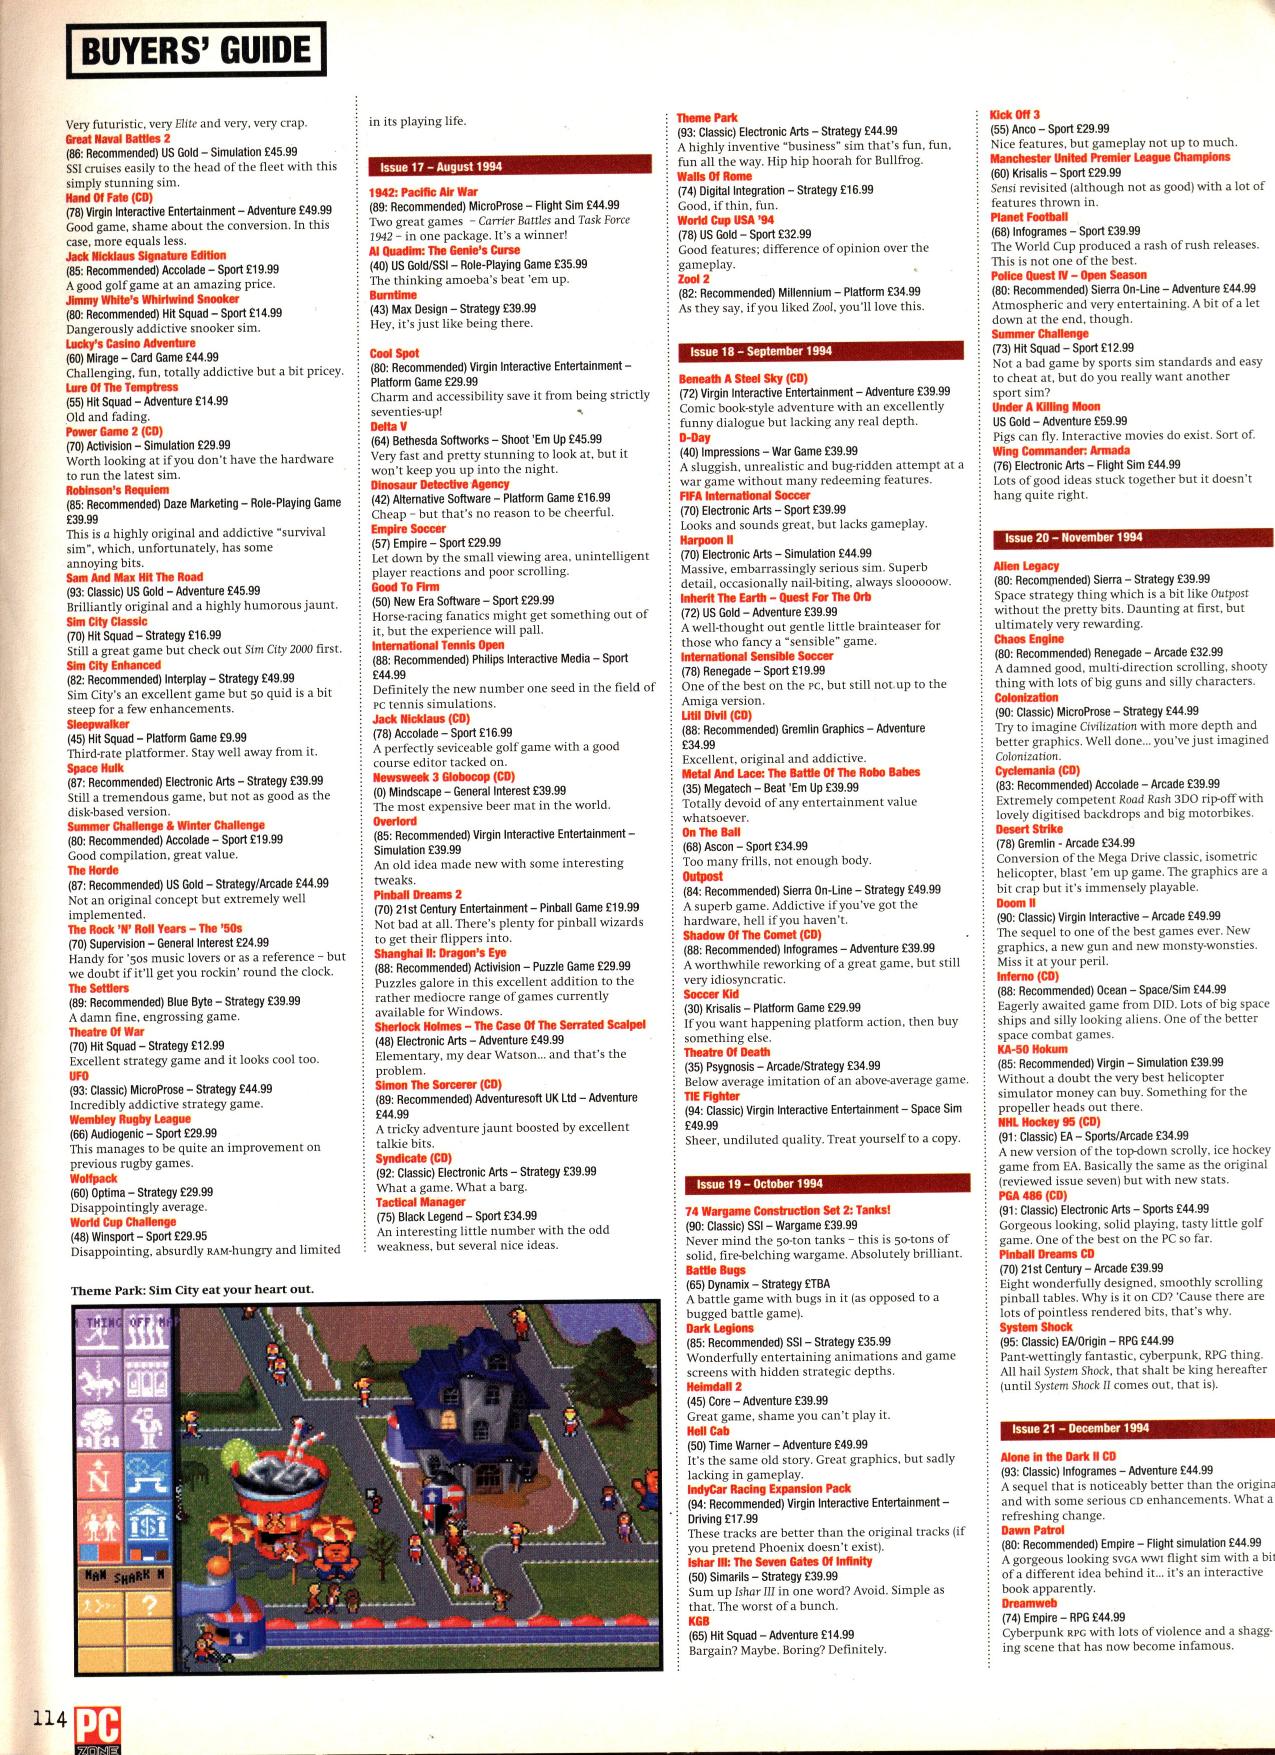 BUYERS' GUIDE
Very futuristic, very Elite and very, very crap.
Great Naval Battles 2
(86: Recommended) US Gold – Simulation £45.99
SSI cruises easily to the head of the fleet with this
simply stunning sim.
Hand Of Fate (CD)
(78) Virgin Interactive Entertainment – Adventure £49.99
Good game, shame about the conversion. In this
case, more equals less.
Jack Nicklaus Signature Edition
(85: Recommended) Accolade – Sport £19.99
A good golf game at an amazing price.
Jimmy White's Whirlwind Snooker
(80: Recommended) Hit Squad – Sport £14.99
Dangerously addictive snooker sim.
Lucky's Casino Adventure
(60) Mirage – Card Game £44.99
Challenging, fun, totally addictive but a bit pricey.
Lure Of The Temptress
(55) Hit Squad – Adventure £14.99
Old and fading.
Power Game 2 (CD)
(70) Activision – Simulation £29.99
Worth looking at if you don't have the hardware
to run the latest sim.
Robinson's Requiem
(85: Recommended) Daze Marketing – Role-Playing Game
£39.99
This is a highly original and addictive "survival
sim", which, unfortunately, has some
annoying bits.
Sam And Max Hit The Road
(93: Classic) US Gold – Adventure £45.99
Brilliantly original and a highly humorous jaunt.
Sim City Classic
(70) Hit Squad – Strategy £16.99
Still a great game but check out Sim City 2000 first.
Sim City Enhanced
(82: Recommended) Interplay – Strategy £49.99
Sim City's an excellent game but 50 quid is a bit
steep for a few enhancements.
Sleepwalker
(45) Hit Squad – Platform Game £9.99
Third-rate platformer. Stay well away from it.
Space Hulk
(87: Recommended) Electronic Arts – Strategy £39.99
Still a tremendous game, but not as good as the
disk-based version.
Summer Challenge & Winter Challenge
(80: Recommended) Accolade – Sport £19.99
Good compilation, great value.
The Horde
(87: Recommended) US Gold – Strategy/Arcade £44.99
Not an original concept but extremely well
implemented.
The Rock 'N' Roll Years – The '50s
(70) Supervision – General Interest £24.99
Handy for '50s music lovers or as a reference – but
we doubt if it'll get you rockin' round the clock.
The Settlers
(89: Recommended) Blue Byte – Strategy £39.99
A damn fine, engrossing game.
Theatre Of War
(70) Hit Squad – Strategy £12.99
Excellent strategy game and it looks cool too.
UFO
(93: Classic) MicroProse – Strategy £44.99
Incredibly addictive strategy game.
Wembley Rugby League
(66) Audiogenic – Sport £29.99
This manages to be quite an improvement on
previous rugby games.
Wolfpack
(60) Optima – Strategy £29.99
Disappointingly average.
World Cup Challenge
(48) Winsport – Sport £29.95
Disappointing, absurdly RAM-hungry and limited
in its playing life.
Issue 17 – August 1994
1942: Pacific Air War
(89: Recommended) MicroProse – Flight Sim £44.99
Two great games – Carrier Battles and Task Force
1942 – in one package. It's a winner!
Al Quadim: The Genie's Curse
(40) US Gold/SSI – Role-Playing Game £35.99
The thinking amoeba's beat 'em up.
Burntime
(43) Max Design – Strategy £39.99
Hey, it's just like being there.
Cool Spot
(80: Recommended) Virgin Interactive Entertainment –
Platform Game £29.99
Charm and accessibility save it from being strictly
seventies-up!
Delta V
(64) Bethesda Softworks – Shoot 'Em Up £45.99
Very fast and pretty stunning to look at, but it
won't keep you up into the night.
Dinosaur Detective Agency
(42) Alternative Software – Platform Game £16.99
Cheap – but that's no reason to be cheerful.
Empire Soccer
(57) Empire – Sport £29.99
Let down by the small viewing area, unintelligent
player reactions and poor scrolling.
Good To Firm
(50) New Era Software – Sport £29.99
Horse-racing fanatics might get something out of
it, but the experience will pall.
International Tennis Open
(88: Recommended) Philips Interactive Media – Sport
£44.99
Definitely the new number one seed in the field of
PC tennis simulations.
Jack Nicklaus (CD)
(78) Accolade – Sport £16.99
A perfectly seviceable golf game with a good
course editor tacked on.
Newsweek 3 Globocop (CD)
(0) Mindscape – General Interest £39.99
The most expensive beer mat in the world.
Overlord
(85: Recommended) Virgin Interactive Entertainment –
Simulation £39.99
An old idea made new with some interesting
tweaks.
Pinball Dreams 2
(70) 21st Century Entertainment – Pinball Game £19.99
Not bad at all. There's plenty for pinball wizards
to get their flippers into.
Shanghai II: Dragon's Eye
(88: Recommended) Activision – Puzzle Game £29.99
Puzzles galore in this excellent addition to the
rather mediocre range of games currently
available for Windows.
Sherlock Holmes – The Case Of The Serrated Scalpel
(48) Electronic Arts – Adventure £49.99
Elementary, my dear Watson... and that's the
problem.
Simon The Sorcerer (CD)
(89: Recommended) Adventuresoft UK Ltd – Adventure
£44.99
A tricky adventure jaunt boosted by excellent
talkie bits.
Syndicate (CD)
(92: Classic) Electronic Arts – Strategy £39.99
What a game. What a barg.
Tactical Manager
(75) Black Legend – Sport £34.99
An interesting little number with the odd
weakness, but several nice ideas.
Theme Park: Sim City eat your heart out.
THING OFF MAP
MAN SHARK M
Theme Park
(93: Classic) Electronic Arts – Strategy £44.99
A highly inventive "business" sim that's fun, fun,
fun all the way. Hip hip hoorah for Bullfrog.
Walls Of Rome
(74) Digital Integration – Strategy £16.99
Good, if thin, fun.
World Cup USA '94
(78) US Gold – Sport £32.99
Good features; difference of opinion over the
gameplay.
Zool 2
(82: Recommended) Millennium – Platform £34.99
As they say, if you liked Zool, you'll love this.
Issue 18 – September 1994
Beneath A Steel Sky (CD)
(72) Virgin Interactive Entertainment – Adventure £39.99
Comic book-style adventure with an excellently
funny dialogue but lacking any real depth.
D-Day
(40) Impressions – War Game £39.99
A sluggish, unrealistic and bug-ridden attempt at a
war game without many redeeming features.
FIFA International Soccer
(70) Electronic Arts – Sport £39.99
Looks and sounds great, but lacks gameplay.
Harpoon II
(70) Electronic Arts – Simulation £44.99
Massive, embarrassingly serious sim. Superb
detail, occasionally nail-biting, always slooooow.
Inherit The Earth – Quest For The Orb
(72) US Gold – Adventure £39.99
A well-thought out gentle little brainteaser for
those who fancy a "sensible" game.
International Sensible Soccer
(78) Renegade – Sport £19.99
One of the best on the PC, but still not up to the
Amiga version.
Litil Divil (CD)
(88: Recommended) Gremlin Graphics – Adventure
£34.99
Excellent, original and addictive.
Metal And Lace: The Battle Of The Robo Babes
(35) Megatech – Beat 'Em Up £39.99
Totally devoid of any entertainment value
whatsoever.
On The Ball
(68) Ascon – Sport £34.99
Too many frills, not enough body.
Outpost
(84: Recommended) Sierra On-Line – Strategy £49.99
A superb game. Addictive if you've got the
hardware, hell if you haven't.
Shadow Of The Comet (CD)
(88: Recommended) Infogrames – Adventure £39.99
A worthwhile reworking of a great game, but still
very idiosyncratic.
Soccer Kid
(30) Krisalis – Platform Game £29.99
If you want happening platform action, then buy
something else.
Theatre Of Death
(35) Psygnosis – Arcade/Strategy £34.99
Below average imitation of an above-average game.
TIE Fighter
(94: Classic) Virgin Interactive Entertainment – Space Sim
£49.99
Sheer, undiluted quality. Treat yourself to a copy.
Issue 19 – October 1994
74 Wargame Construction Set 2: Tanks!
(90: Classic) SSI – Wargame £39.99
Never mind the 50-ton tanks – this is 50-tons of
solid, fire-belching wargame. Absolutely brilliant.
Battle Bugs
(65) Dynamix – Strategy £TBA
A battle game with bugs in it (as opposed to a
bugged battle game).
Dark Legions
(85: Recommended) SSI – Strategy £35.99
Wonderfully entertaining animations and game
screens with hidden strategic depths.
Heimdall 2
(45) Core – Adventure £39.99
Great game, shame you can't play it.
Hell Cab
(50) Time Warner – Adventure £49.99
It's the same old story. Great graphics, but sadly
lacking in gameplay.
IndyCar Racing Expansion Pack
(94: Recommended) Virgin Interactive Entertainment –
Driving £17.99
These tracks are better than the original tracks (if
you pretend Phoenix doesn't exist).
Ishar III: The Seven Gates Of Infinity
(50) Simarils – Strategy £39.99
Sum up Ishar III in one word? Avoid. Simple as
that. The worst of a bunch.
KGB
(65) Hit Squad – Adventure £14.99
Bargain? Maybe. Boring? Definitely.
Kick Off 3
(55) Anco – Sport £29.99
Nice features, but gameplay not up to much.
Manchester United Premier League Champions
(60) Krisalis – Sport £29.99
Sensi revisited (although not as good) with a lot of
features thrown in.
Planet Football
(68) Infogrames – Sport £39.99
The World Cup produced a rash of rush releases.
This is not one of the best.
Police Quest IV – Open Season
(80: Recommended) Sierra On-Line – Adventure £44.99
Atmospheric and very entertaining. A bit of a let
down at the end, though.
Summer Challenge
(73) Hit Squad – Sport £12.99
Not a bad game by sports sim standards and easy
to cheat at, but do you really want another
sport sim?
Under A Killing Moon
US Gold – Adventure £59.99
Pigs can fly. Interactive movies do exist. Sort of.
Wing Commander: Armada
(76) Electronic Arts – Flight Sim £44.99
Lots of good ideas stuck together but it doesn't
hang quite right.
Issue 20 – November 1994
Alien Legacy
(80: Recommended) Sierra – Strategy £39.99
Space strategy thing which is a bit like Outpost
without the pretty bits. Daunting at first, but
ultimately very rewarding.
Chaos Engine
(80: Recommended) Renegade – Arcade £32.99
A damned good, multi-direction scrolling, shooty
thing with lots of big guns and silly characters.
Colonization
(90: Classic) MicroProse – Strategy £44.99
Try to imagine Civilization with more depth and
better graphics. Well done... you've just imagined
Colonization.
Cyclemania (CD)
(83: Recommended) Accolade – Arcade £39.99
Extremely competent Road Rash 3DO rip-off with
lovely digitised backdrops and big motorbikes.
Desert Strike
(78) Gremlin - Arcade £34.99
Conversion of the Mega Drive classic, isometric
helicopter, blast 'em up game. The graphics are a
bit crap but it's immensely playable.
Doom II
(90: Classic) Virgin Interactive – Arcade £49.99
The sequel to one of the best games ever. New
graphics, a new gun and new monsty-wonsties.
Miss it at your peril.
Inferno (CD)
(88: Recommended) Ocean – Space/Sim £44.99
Eagerly awaited game from DID. Lots of big space
ships and silly looking aliens. One of the better
space combat games.
KA-50 Hokum
(85: Recommended) Virgin – Simulation £39.99
Without a doubt the very best helicopter
simulator money can buy. Something for the
propeller heads out there.
NHL Hockey 95 (CD)
(91: Classic) EA – Sports/Arcade £34.99
A new version of the top-down scrolly, ice hockey
game from EA. Basically the same as the original
(reviewed issue seven) but with new stats.
PGA 486 (CD)
(91: Classic) Electronic Arts – Sports £44.99
Gorgeous looking, solid playing, tasty little golf
game. One of the best on the PC so far.
Pinball Dreams CD
(70) 21st Century – Arcade £39.99
Eight wonderfully designed, smoothly scrolling
pinball tables. Why is it on CD? 'Cause there are
lots of pointless rendered bits, that's why.
System Shock
(95: Classic) EA/Origin – RPG £44.99
Pant-wettingly fantastic, cyberpunk, RPG thing.
All hail System Shock, that shalt be king hereafter
(until System Shock II comes out, that is).
Issue 21 – December 1994
Alone in the Dark II CD
(93: Classic) Infogrames – Adventure £44.99
A sequel that is noticeably better than the origina
and with some serious CD enhancements. What a
refreshing change.
Dawn Patrol
(80: Recommended) Empire – Flight simulation £44.99
A gorgeous looking SVGA WWI flight sim with a bit
of a different idea behind it... it's an interactive
book apparently.
Dreamweb
(74) Empire – RPG £44.99
Cyberpunk RPG with lots of violence and a shagg-
ing scene that has now become infamous.
114
PC
ZONE